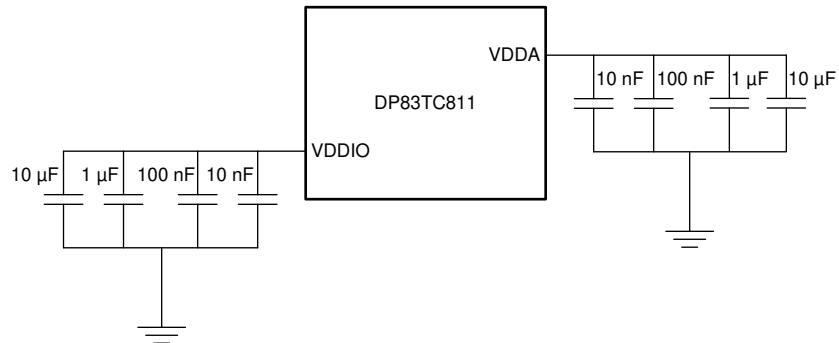 VDDA
10 nF 100 nF 1 µF 10 µF
DP83TC811
VDDIO
10 µF 1 µF 100 nF 10 nF